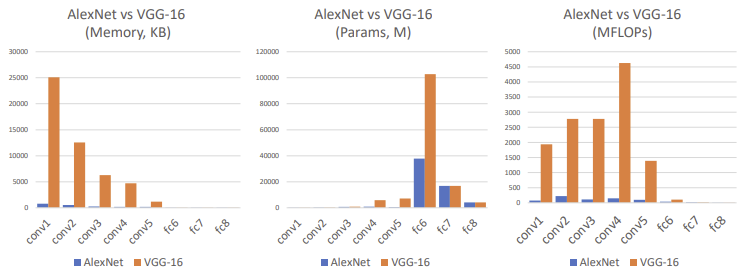 AlexNet vs VGG-16
(Memory, KB)
30000
25000
20000
15000
10000
5000
0
conv1
conv2
conv3
conv4
conv5
fc6
fc7
fc8
AlexNet
VGG-16
AlexNet vs VGG-16
(Params, M)
120000
100000
80000
60000
40000
20000
0
conv1
conv2
conv3
conv4
conv5
fc6
fc7
fc8
AlexNet
VGG-16
AlexNet vs VGG-16
(MFLOPs)
5000
4500
4000
3500
3000
2500
2000
1500
1000
500
0
conv1
conv2
conv3
conv4
conv5
fc6
fc7
fc8
AlexNet
VGG-16